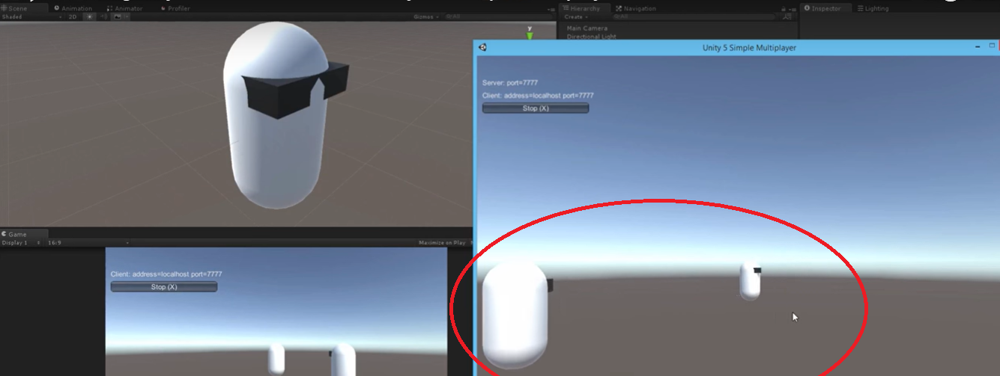 Scene
Animation
Animator
Profiler
Shaded
2D
Gizmos
All
Hierarchy
Navigation
Create
All
Main Camera
Directional Light
Inspector
Lighting
y
Unity 5 Simple Multiplayer
Server: port=7777
Client: address=localhost port=7777
Stop (X)
Game
Display 1
16:9
Maximize on Play
Client: address=localhost port=7777
Stop (X)